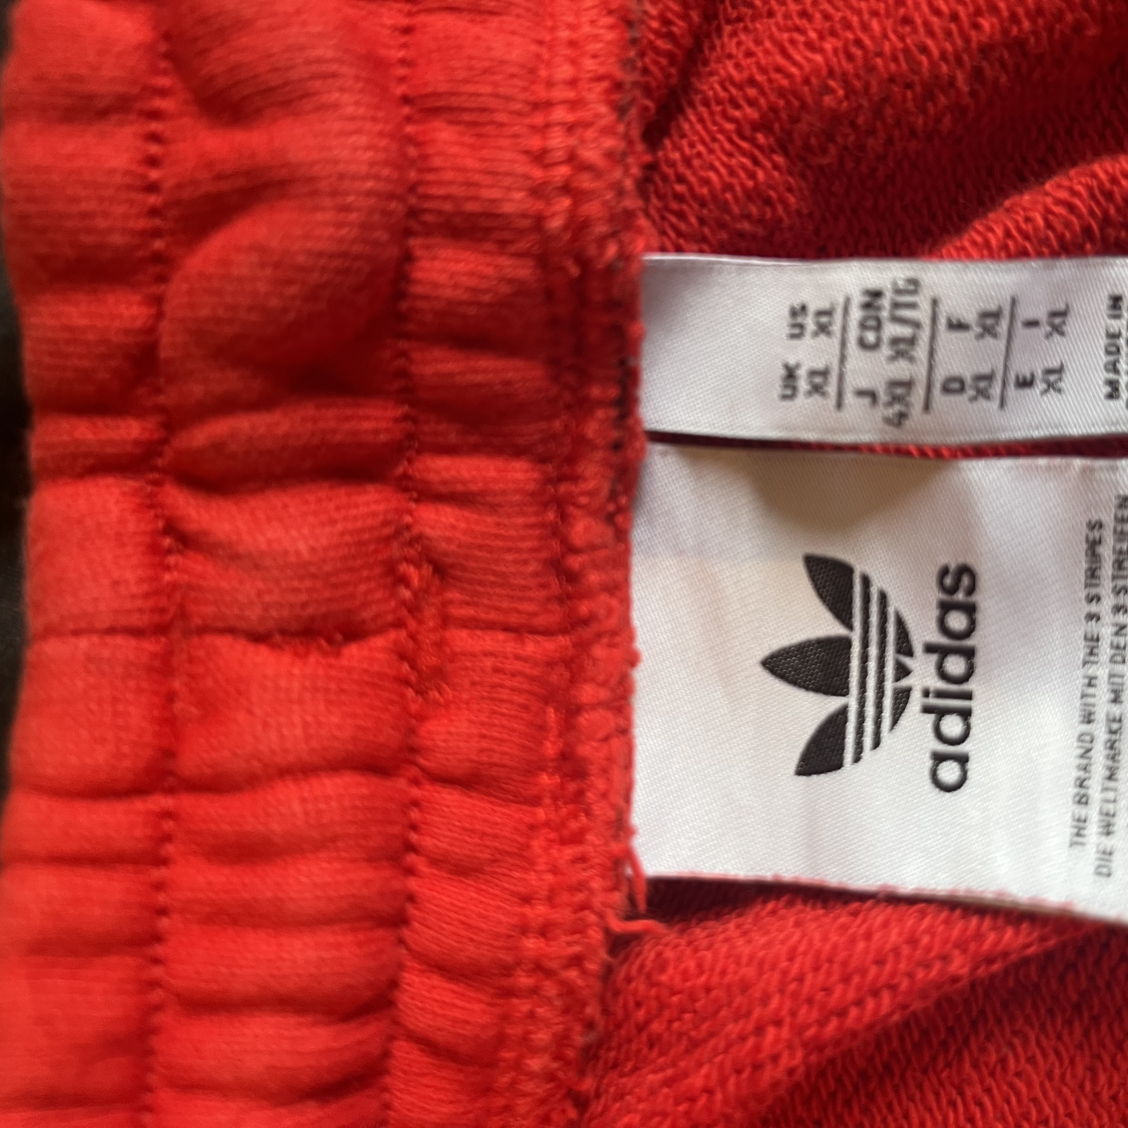 UK US
XL XL
J CDN
4XL XL/TG
D F
XL XL
E I
XL XL
MADE IN
adidas
THE BRAND WITH THE 3 STRIPES
DIE WELTMARKE MIT DEN 3 STREIFEN